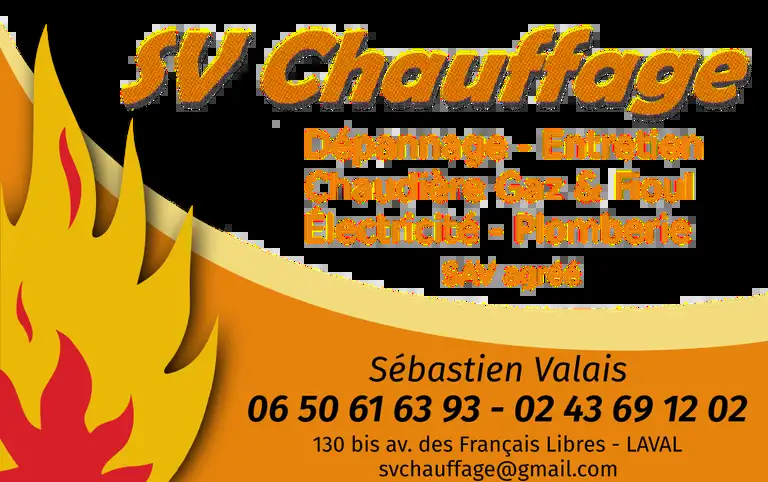 SV Chauffage
Dépannage - Entretien
Chaudière Gaz & Fioul
Électricité - Plomberie
SAV agréé
Sébastien Valais
06 50 61 63 93 - 02 43 69 12 02
130 bis av. des Français Libres - LAVAL
svchauffage@gmail.com